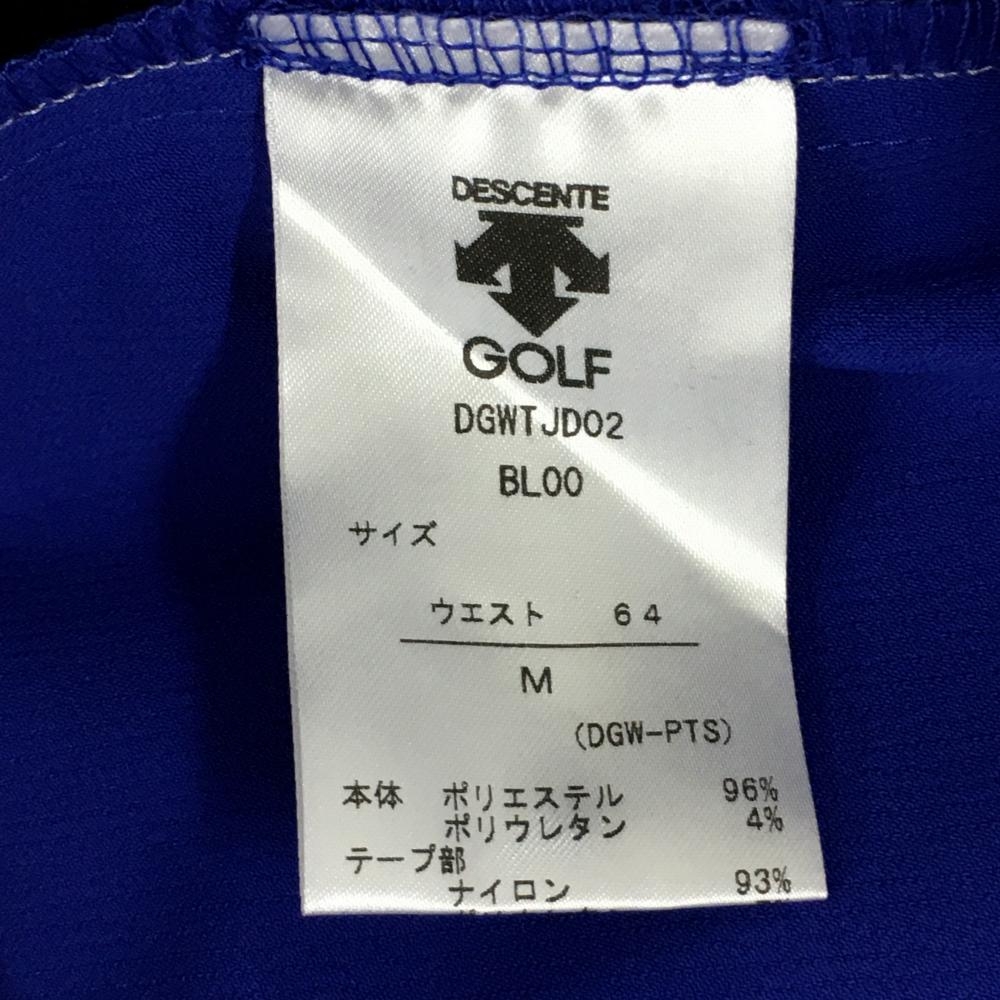 DESCENTE
GOLF
DGWTJD02
BL00
サイズ
ウエスト 64
M
(DGW-PTS)
本体 ポリエステル 96%
ポリウレタン 4%
テープ部
ナイロン 93%